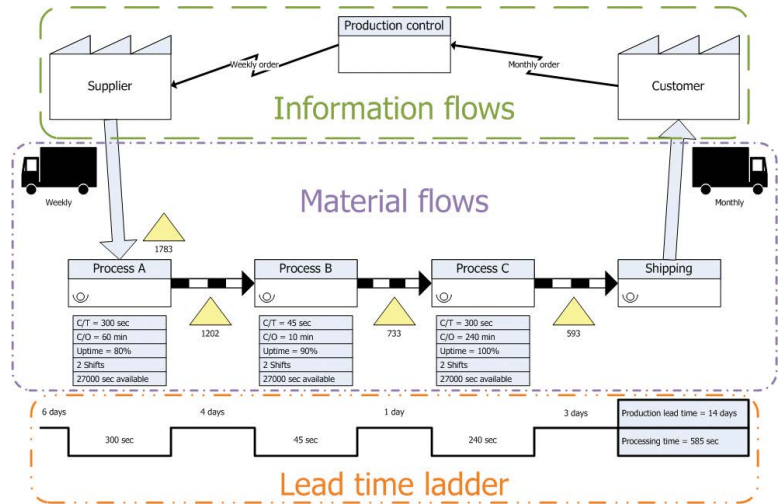 Production control
Supplier
Weekly order
Monthly order
Customer
Information flows
Weekly
Material flows
Monthly
1783
Process A
Process B
Process C
Shipping
1202
733
593
C/T = 300 sec
C/O = 60 min
Uptime = 80%
2 Shifts
27000 sec available
C/T = 45 sec
C/O = 10 min
Uptime = 90%
2 Shifts
27000 sec available
C/T = 300 sec
C/O = 240 min
Uptime = 100%
2 Shifts
27000 sec available
6 days
300 sec
4 days
45 sec
1 day
240 sec
3 days
Production lead time = 14 days
Processing time = 585 sec
Lead time ladder